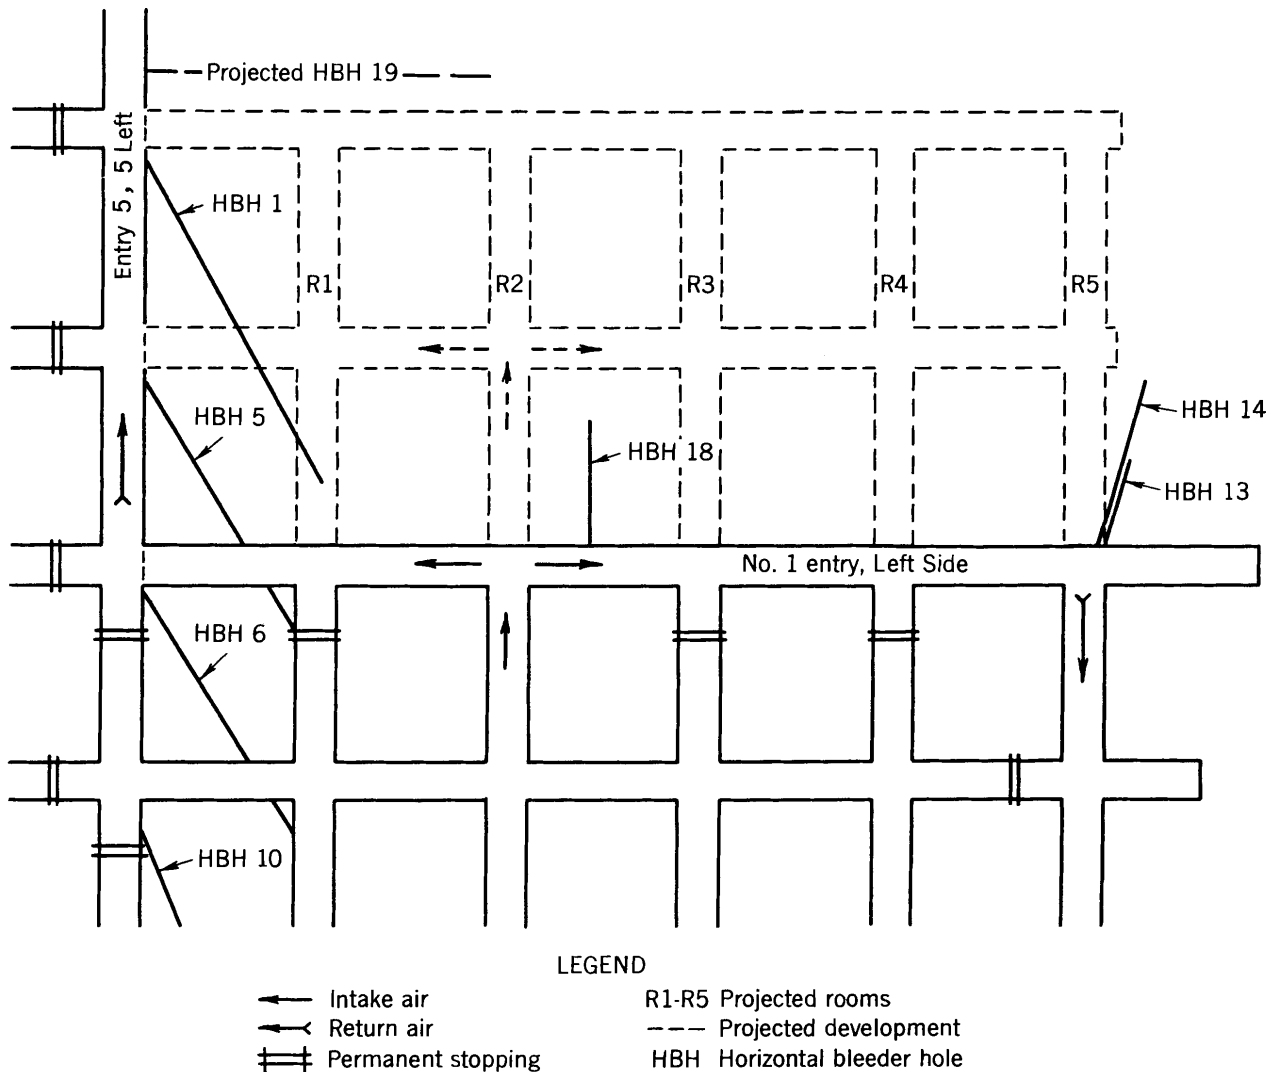 Projected HBH 19
Entry 5, 5 Left
HBH 1
R1
R2
R3
R4
R5
HBH 5
HBH 18
HBH 14
HBH 13
No. 1 entry, Left Side
HBH 6
HBH 10
LEGEND
Intake air
Return air
Permanent stopping
R1-R5 Projected rooms
Projected development
HBH Horizontal bleeder hole